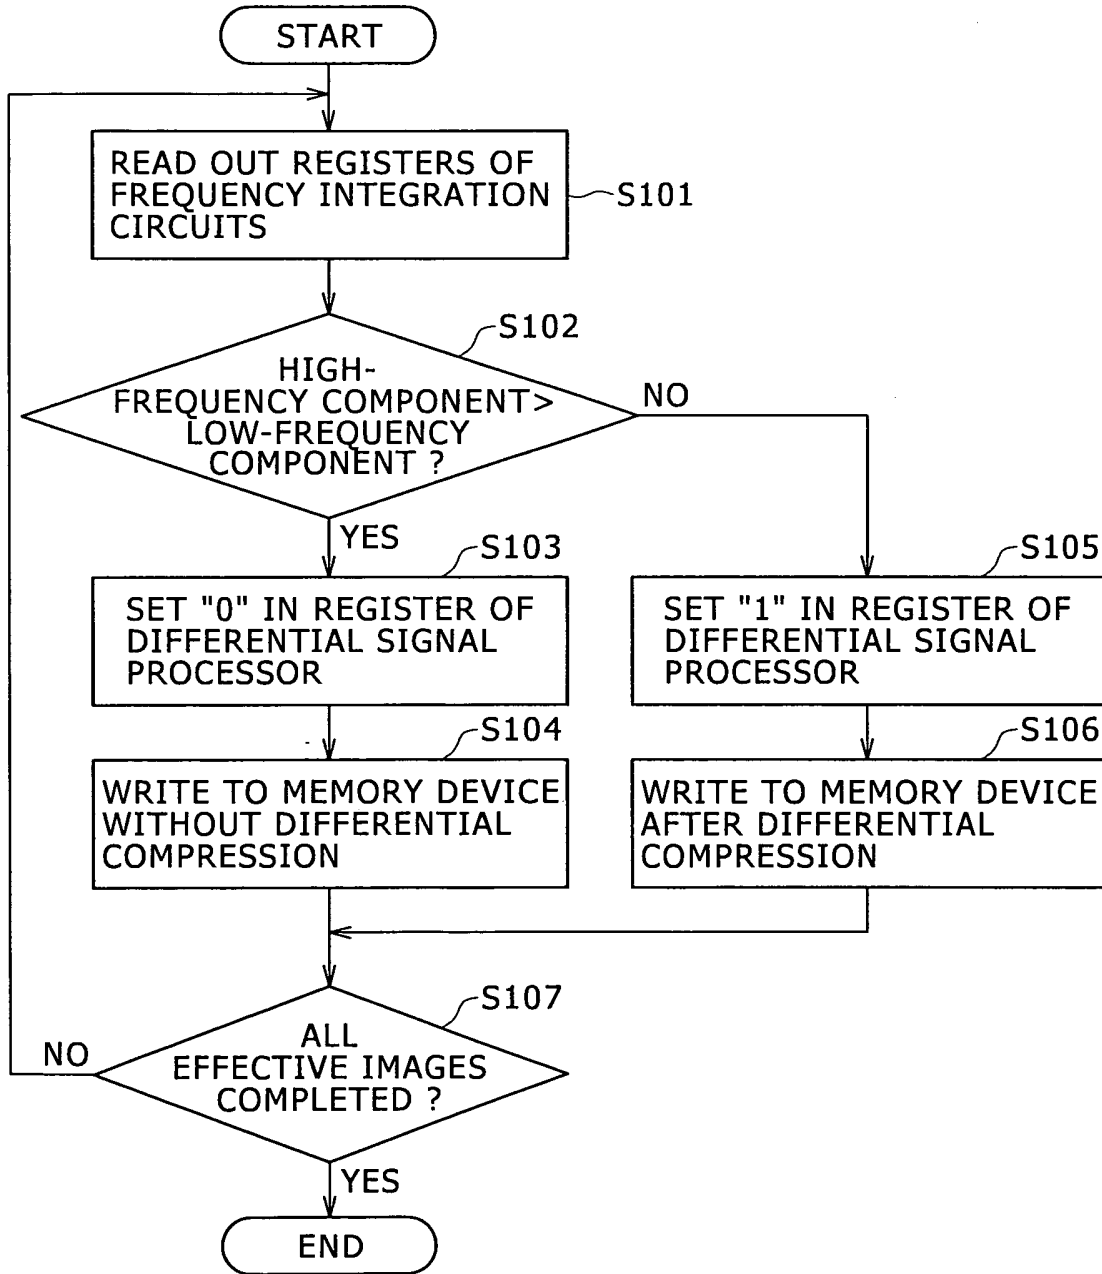 START
READ OUT REGISTERS OF
FREQUENCY INTEGRATION
CIRCUITS
S101
S102
HIGH-
FREQUENCY COMPONENT>
LOW-FREQUENCY
COMPONENT ?
NO
YES
S103
SET "0" IN REGISTER OF
DIFFERENTIAL SIGNAL
PROCESSOR
S105
SET "1" IN REGISTER OF
DIFFERENTIAL SIGNAL
PROCESSOR
S104
WRITE TO MEMORY DEVICE
WITHOUT DIFFERENTIAL
COMPRESSION
S106
WRITE TO MEMORY DEVICE
AFTER DIFFERENTIAL
COMPRESSION
S107
ALL
EFFECTIVE IMAGES
COMPLETED ?
NO
YES
END